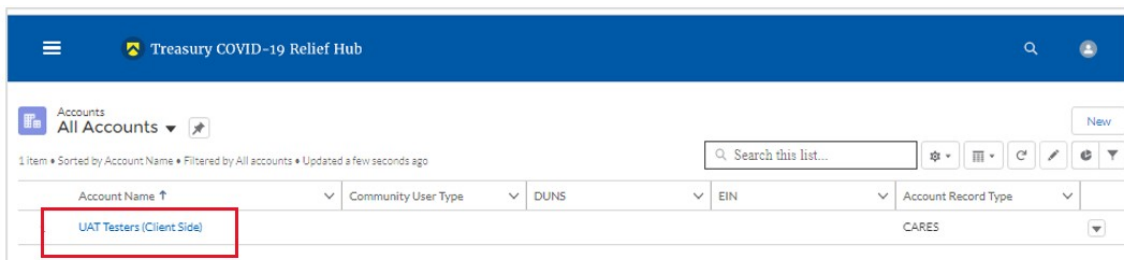 Treasury COVID-19 Relief Hub
Accounts
All Accounts
New
1 item • Sorted by Account Name • Filtered by All accounts • Updated a few seconds ago
Search this list...
Account Name ↑ Community User Type DUNS EIN Account Record Type
UAT Testers (Client Side) CARES